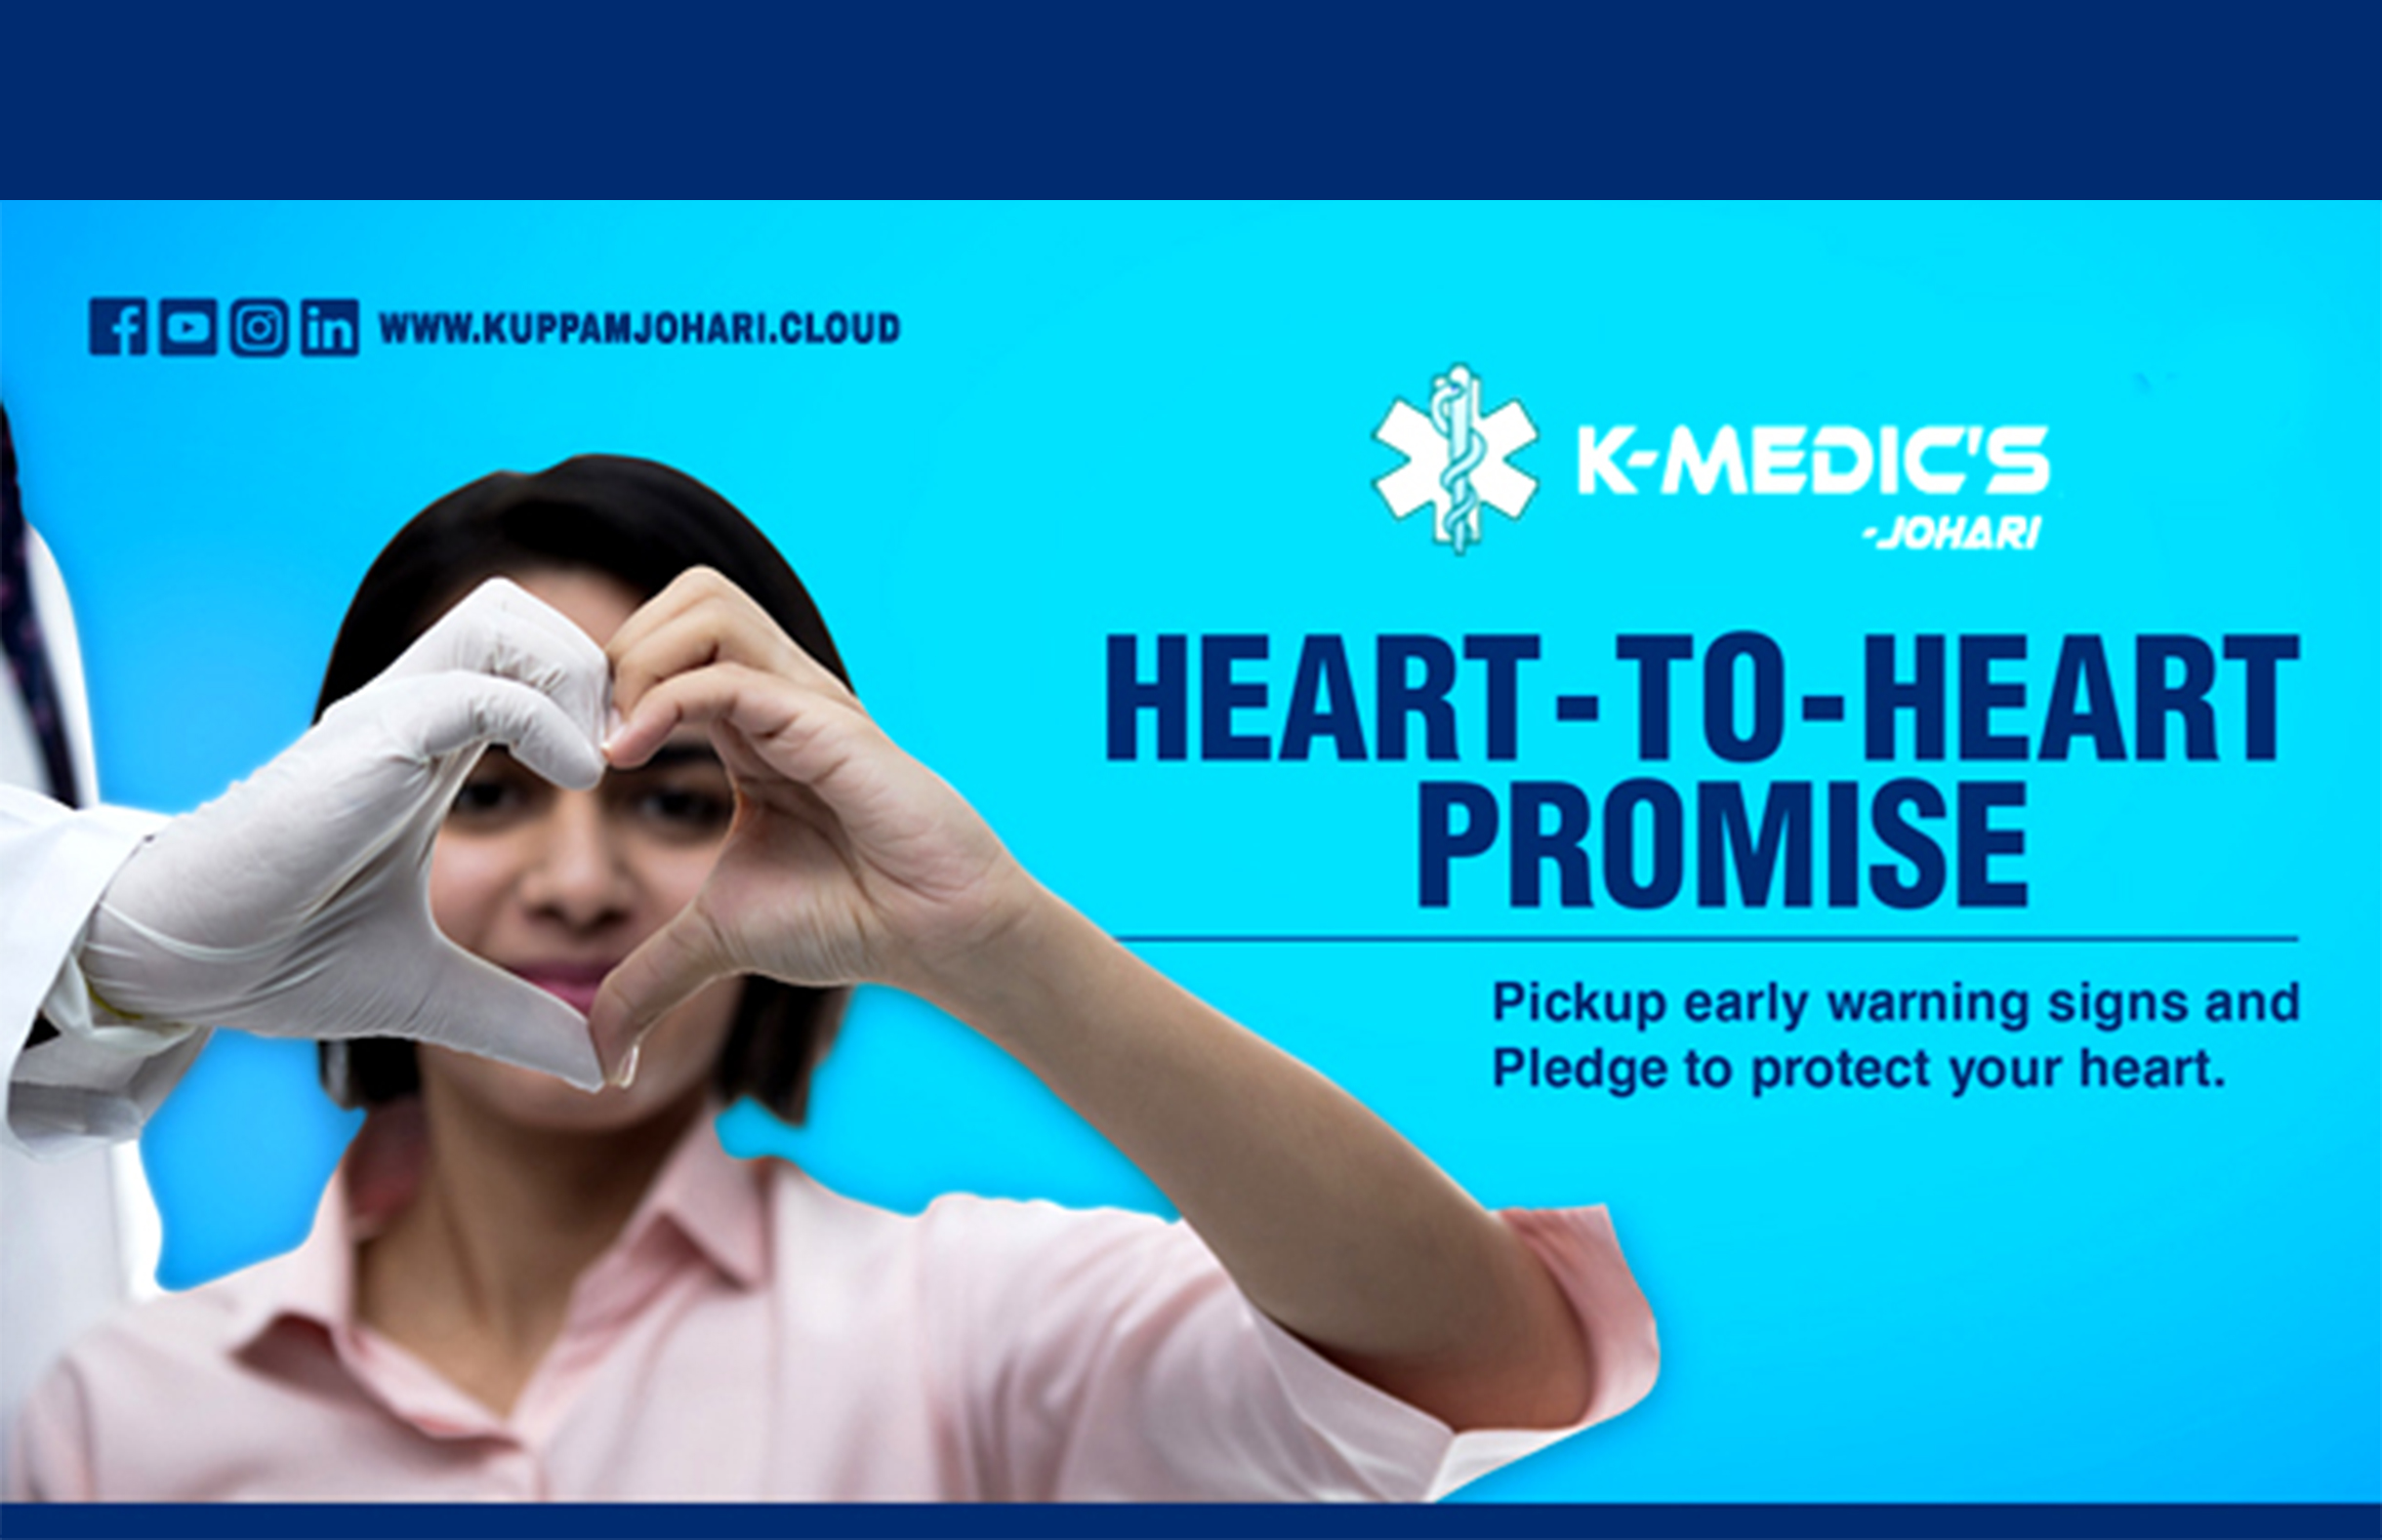 WWW.KUPPAMJOHARI.CLOUD
K-MEDIC'S
-JOHARI
HEART-TO-HEART
PROMISE
Pickup early warning signs and
Pledge to protect your heart.